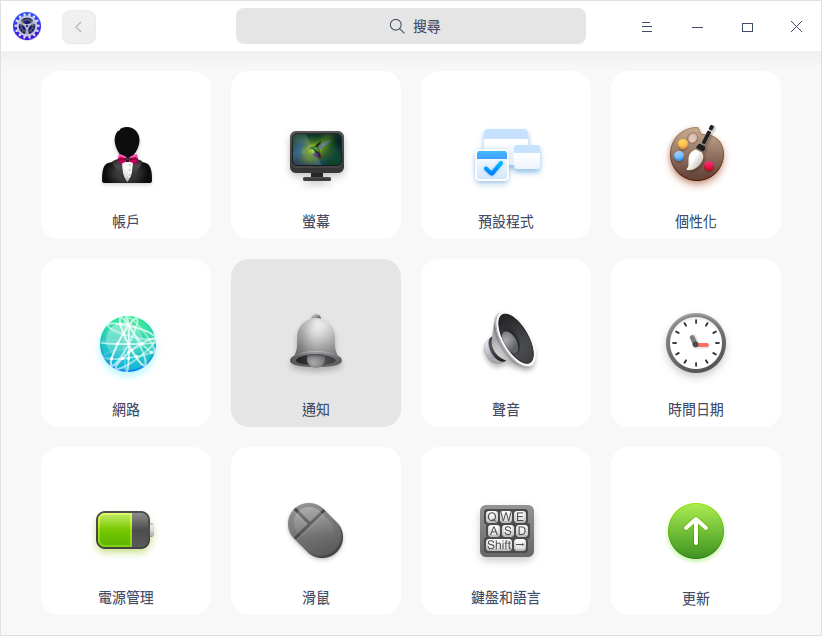 搜尋
帳戶
螢幕
預設程式
個性化
網路
通知
聲音
時間日期
電源管理
滑鼠
Q W E
A S D
Shift →
鍵盤和語言
更新